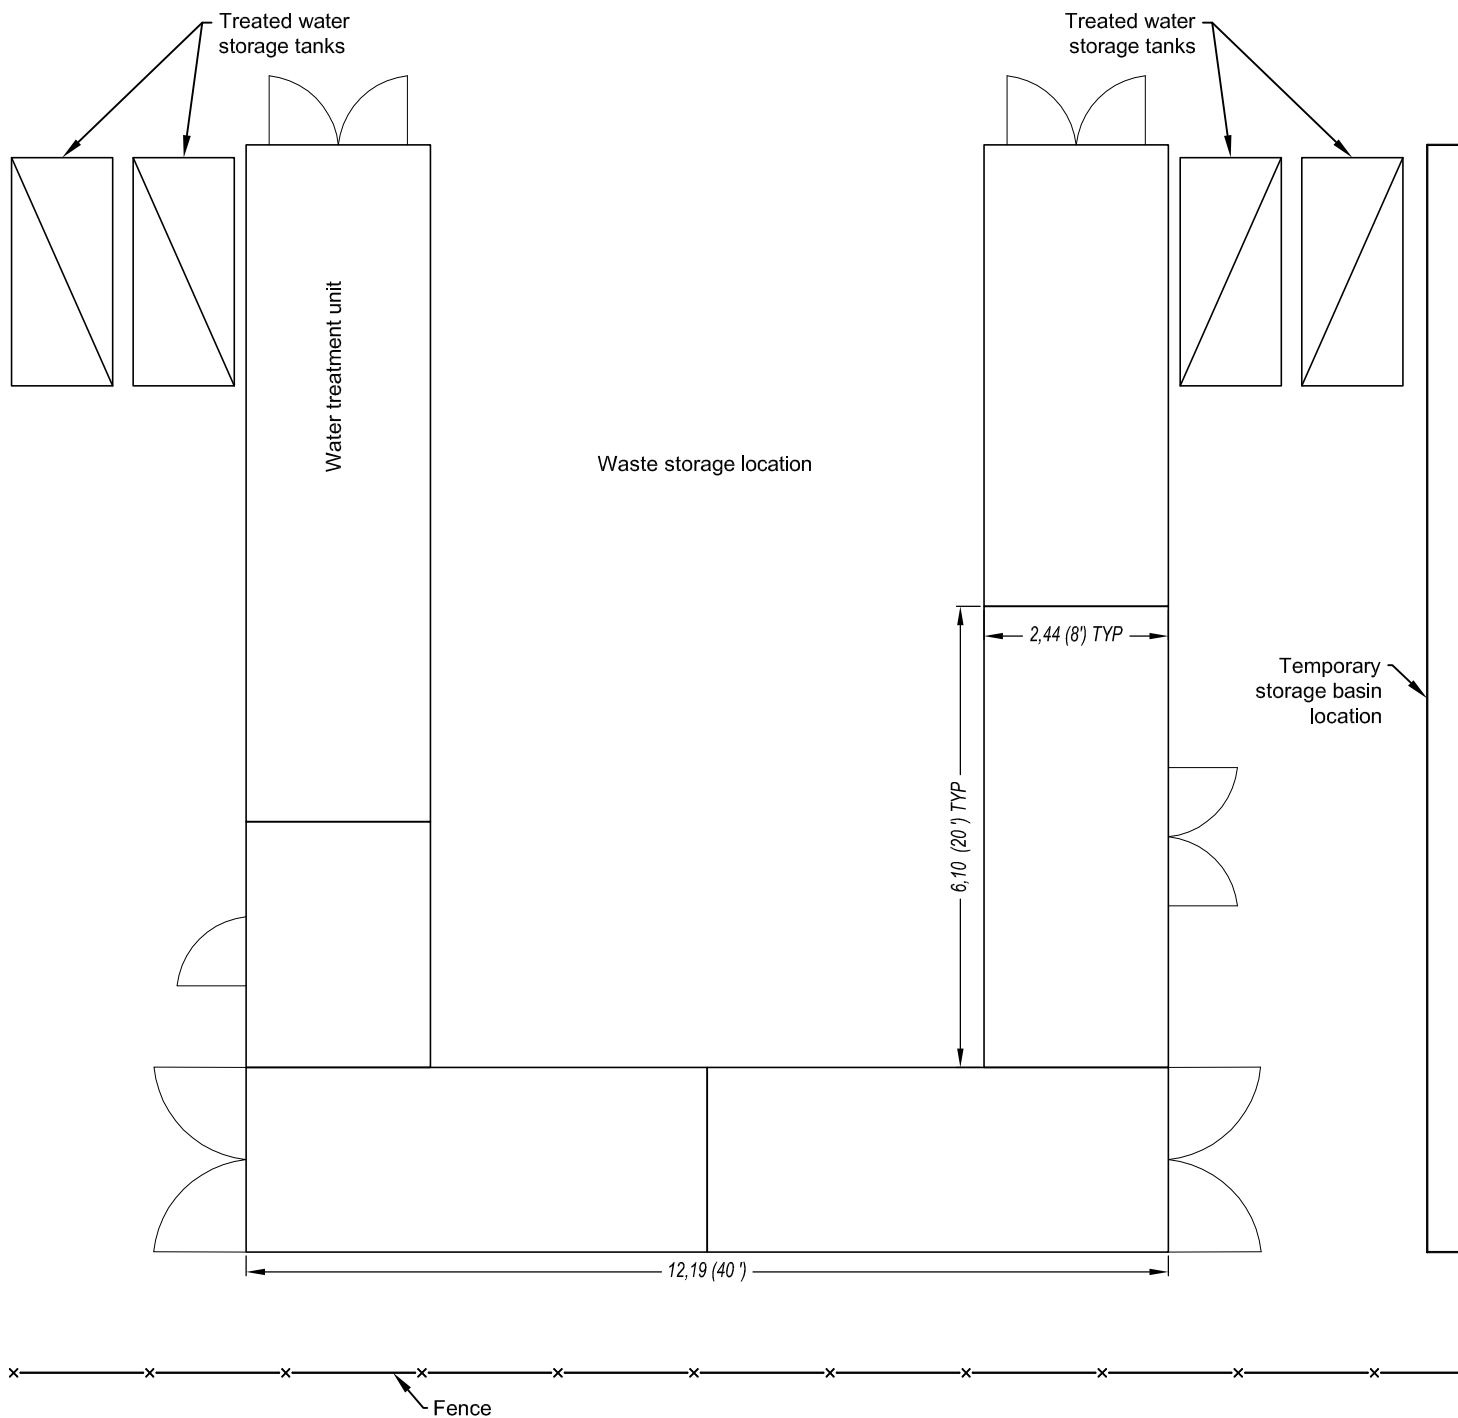 Treated water
storage tanks
Treated water
storage tanks
Water treatment unit
Waste storage location
2,44 (8') TYP
Temporary
storage basin
location
6,10 (20 ') TYP
12,19 (40 ')
Fence